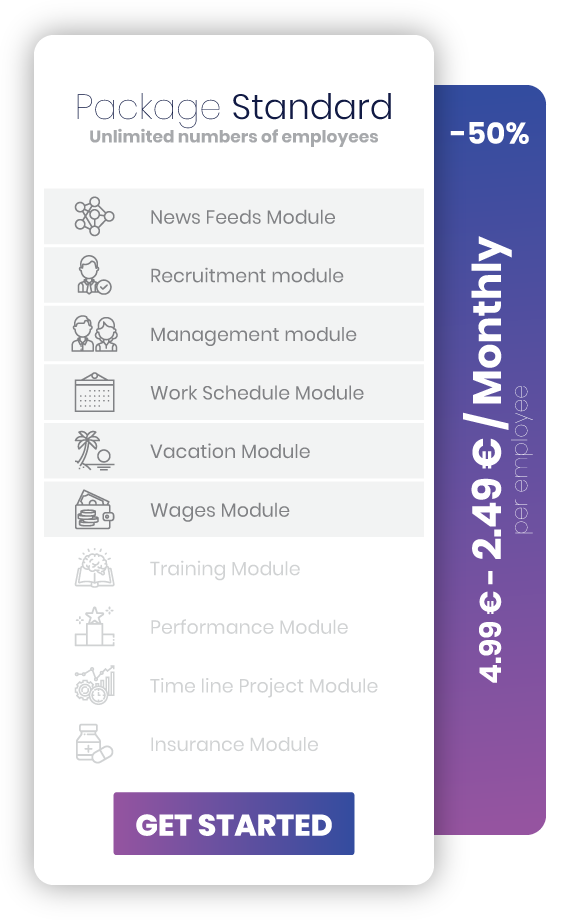 Package Standard
Unlimited numbers of employees
News Feeds Module
Recruitment module
Management module
Work Schedule Module
Vacation Module
Wages Module
Training Module
Performance Module
Time line Project Module
Insurance Module
GET STARTED
-50%
4.99 € - 2.49 € / Monthly
per employee